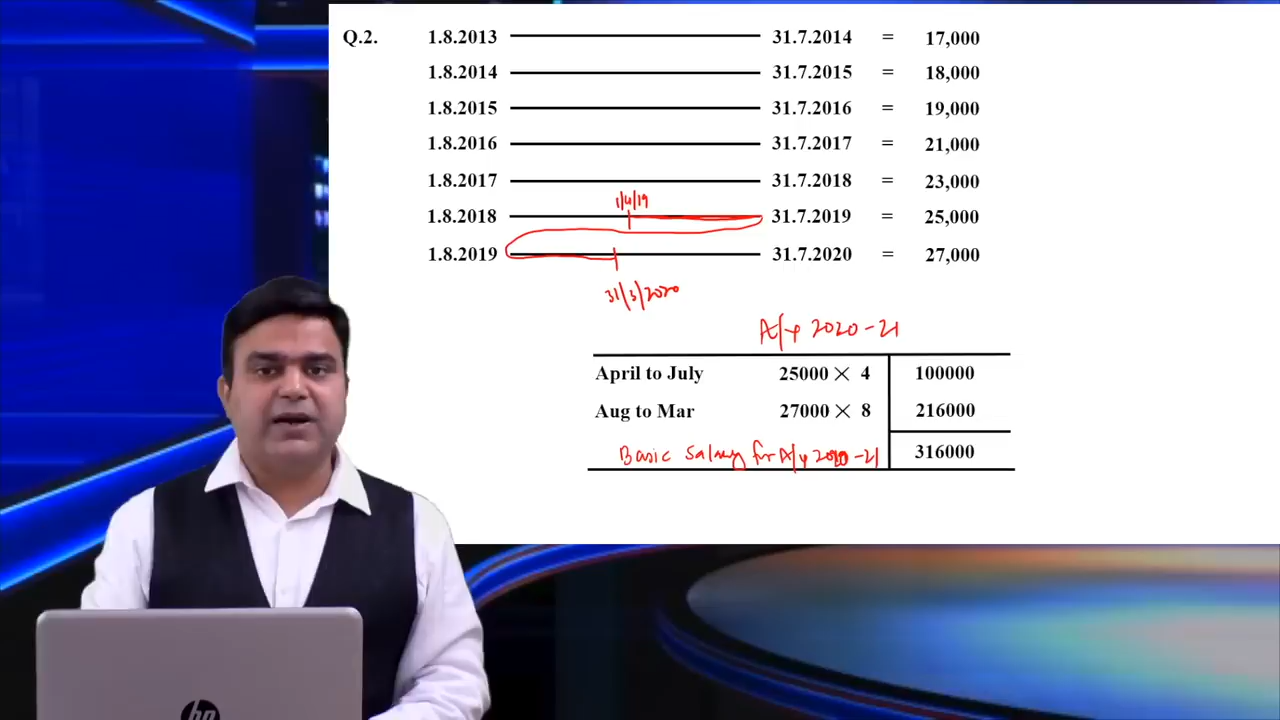 Q.2. 1.8.2013 31.7.2014 = 17,000
1.8.2014 31.7.2015 = 18,000
1.8.2015 31.7.2016 = 19,000
1.8.2016 31.7.2017 = 21,000
1.8.2017 31.7.2018 = 23,000
1/4/19
1.8.2018 31.7.2019 = 25,000
1.8.2019 31.7.2020 = 27,000
31/3/2020
A/y 2020-21
April to July 25000 × 4 100000
Aug to Mar 27000 × 8 216000
Basic Salary for A/y 2020-21 316000
hp